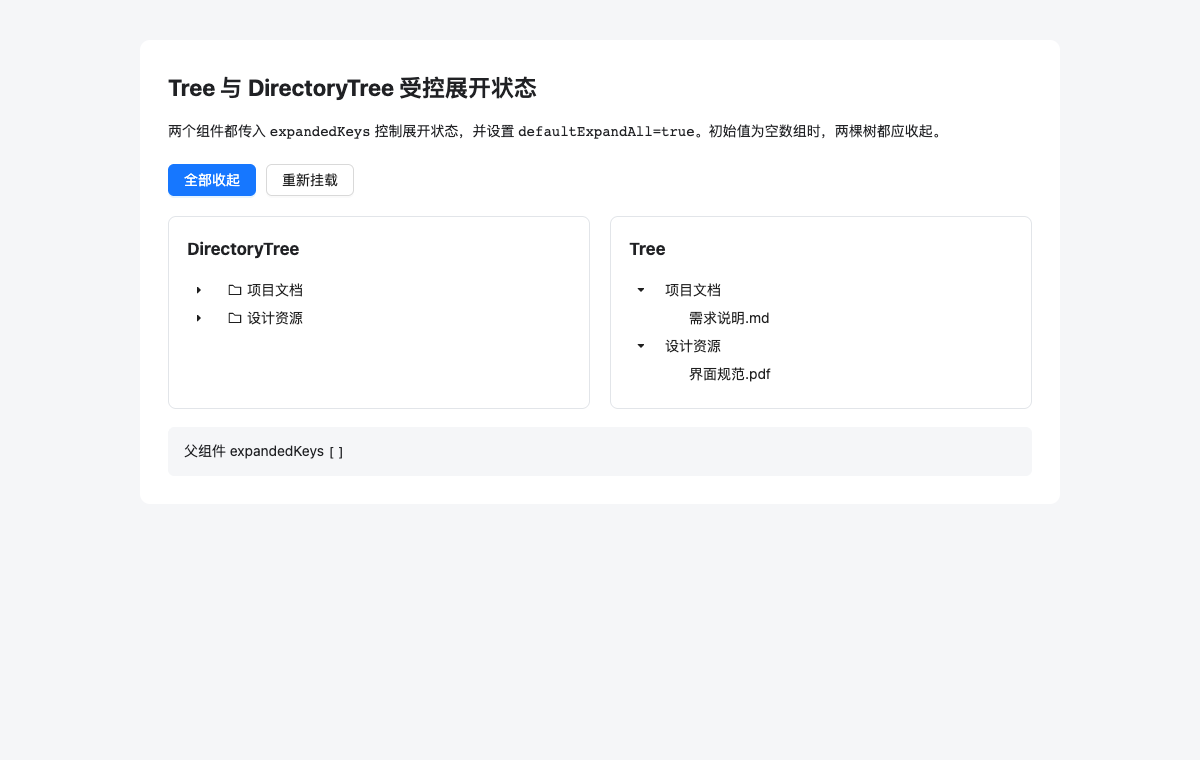 Tree 与 DirectoryTree 受控展开状态
两个组件都传入 expandedKeys 控制展开状态，并设置 defaultExpandAll=true。初始值为空数组时，两棵树都应收起。
全部收起 重新挂载
DirectoryTree
项目文档
设计资源
Tree
项目文档
需求说明.md
设计资源
界面规范.pdf
父组件 expandedKeys []